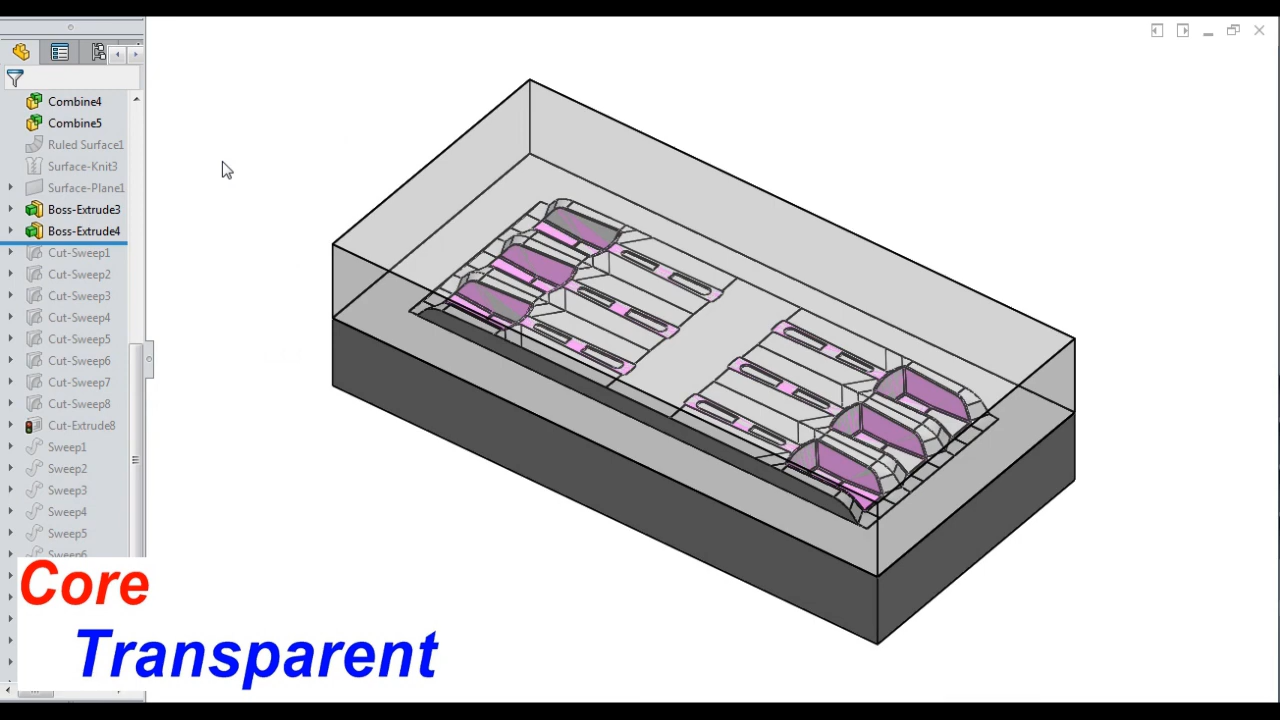 Combine4
Combine5
Ruled Surface1
Surface-Knit3
Surface-Plane1
Boss-Extrude3
Boss-Extrude4
Cut-Sweep1
Cut-Sweep2
Cut-Sweep3
Cut-Sweep4
Cut-Sweep5
Cut-Sweep6
Cut-Sweep7
Cut-Sweep8
Cut-Extrude8
Sweep1
Sweep2
Sweep3
Sweep4
Sweep5
Sweep6
Core
Transparent